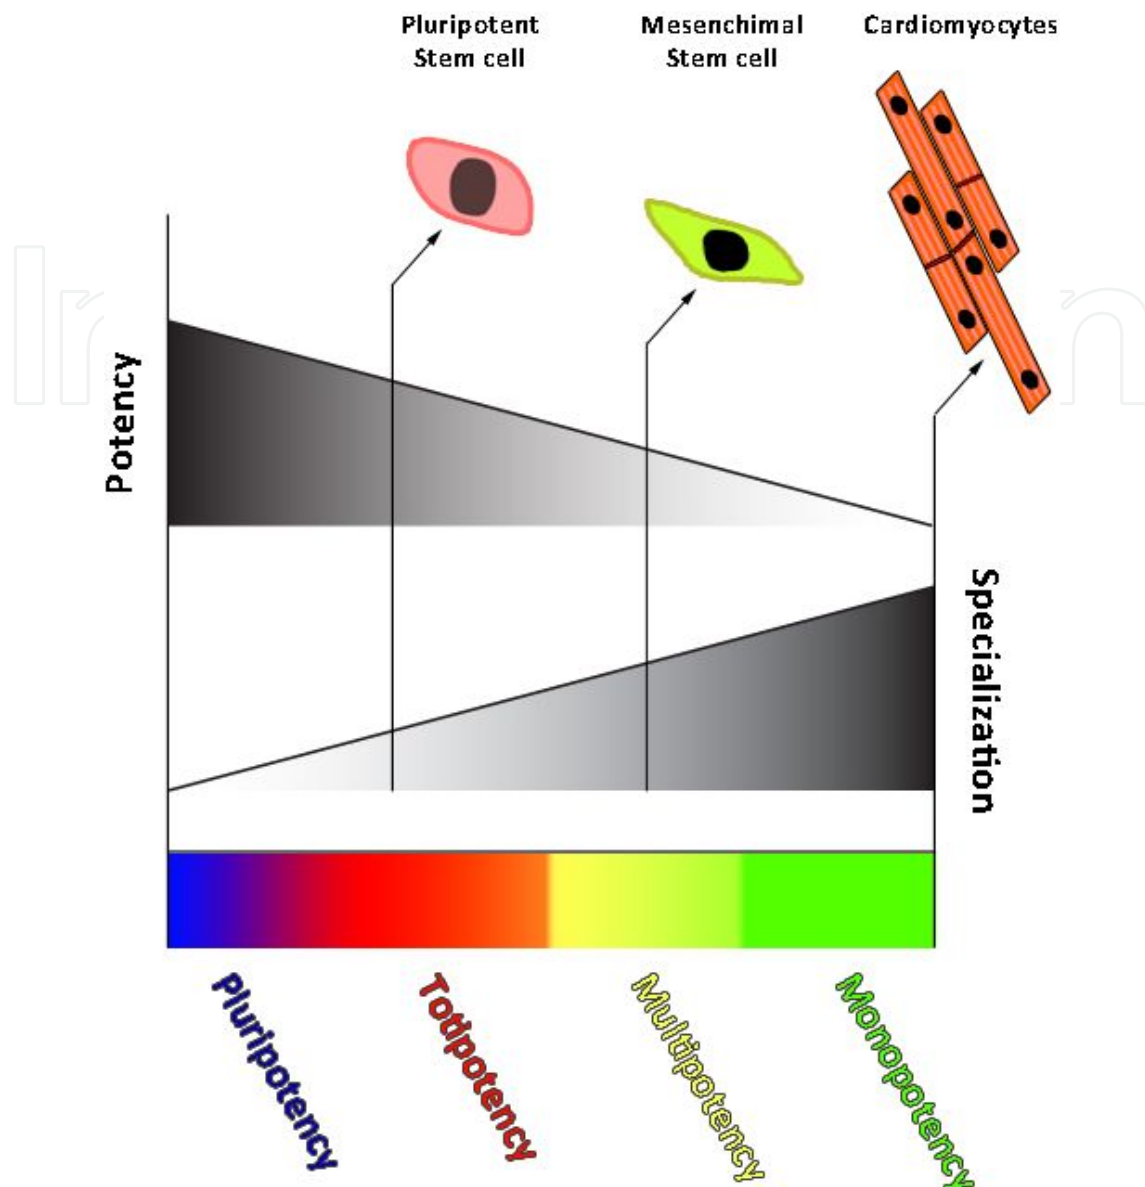 Pluripotent
Stem cell
Mesenchimal
Stem cell
Cardiomyocytes
Potency
Specialization
Pluripotency
Totipotency
Multipotency
Monopotency